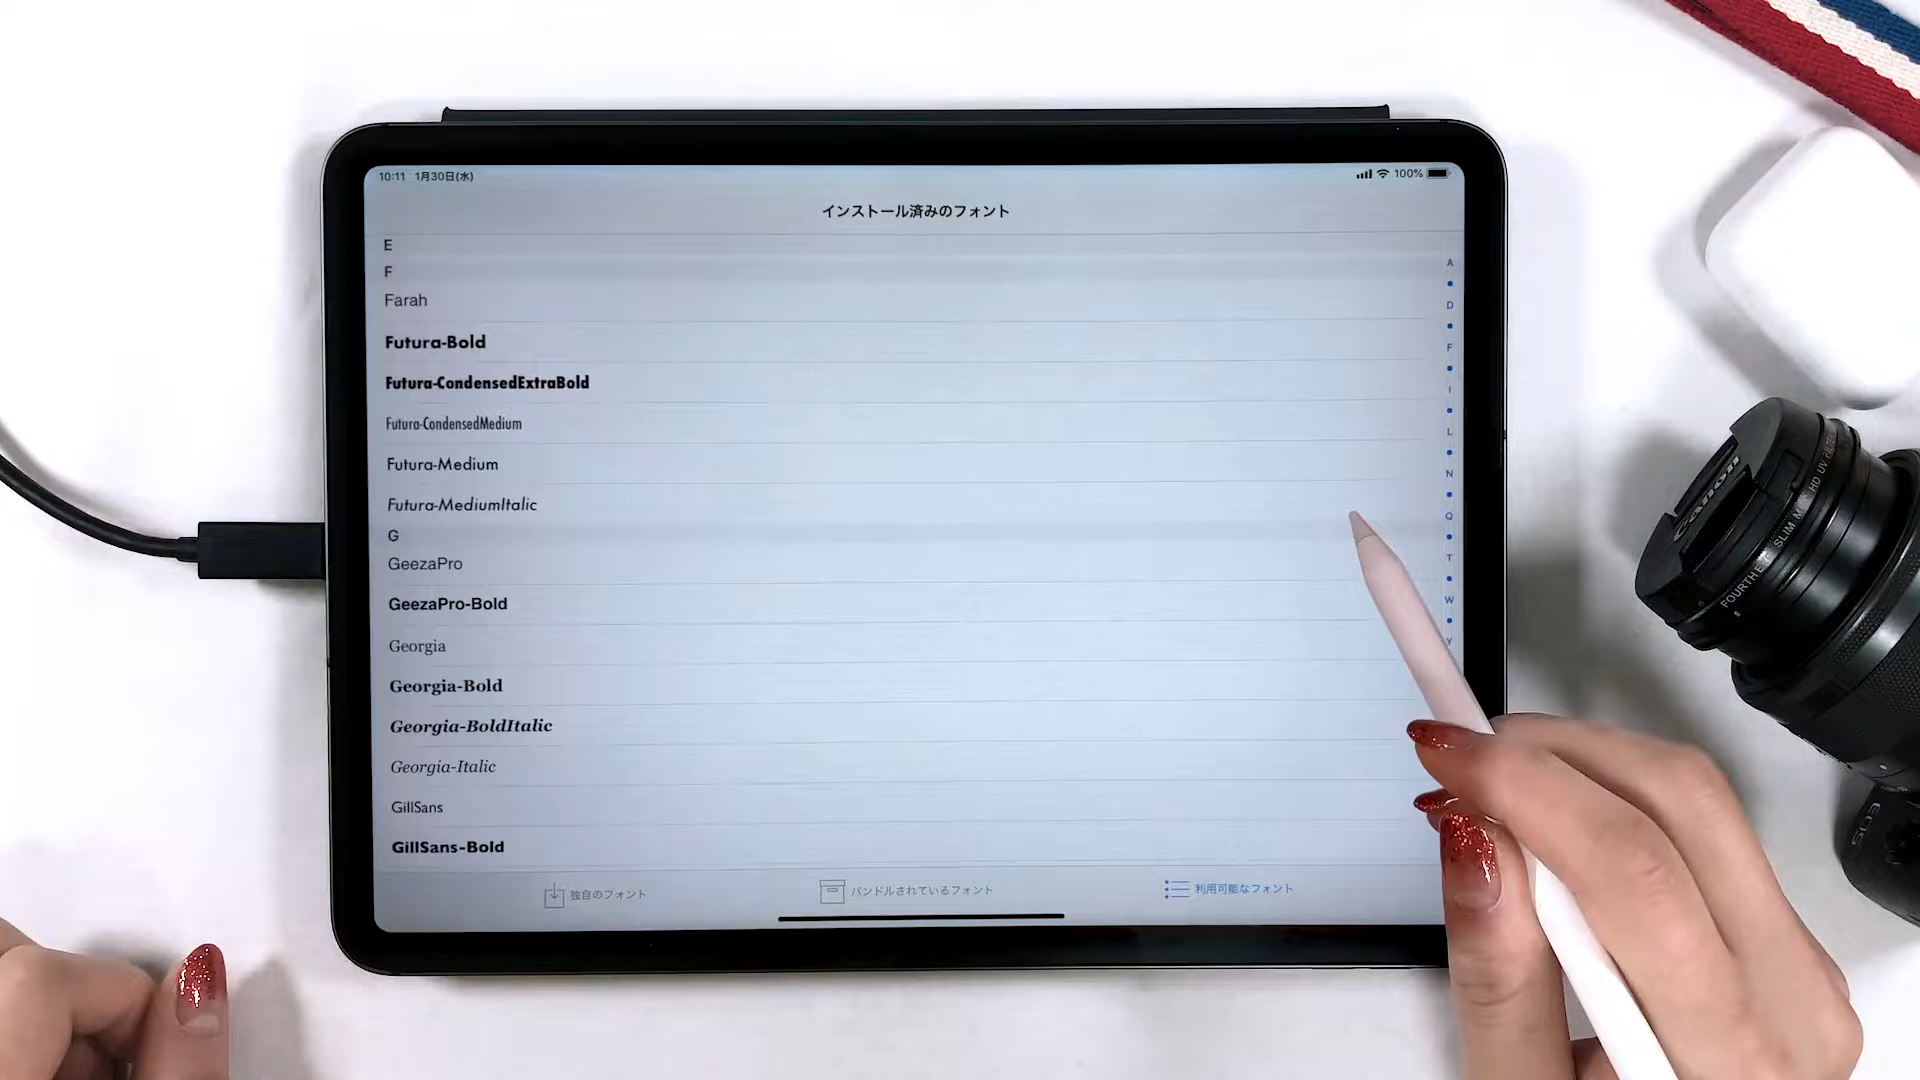 10:11 1月30日(水)
100%
インストール済みのフォント
E
F
Farah
Futura-Bold
Futura-CondensedExtraBold
Futura-CondensedMedium
Futura-Medium
Futura-MediumItalic
G
GeezaPro
GeezaPro-Bold
Georgia
Georgia-Bold
Georgia-BoldItalic
Georgia-Italic
GillSans
GillSans-Bold
A
D
F
I
L
N
Q
T
W
Y
独自のフォント
バンドルされているフォント
利用可能なフォント
Canon
HD UV
SLIM
EOS